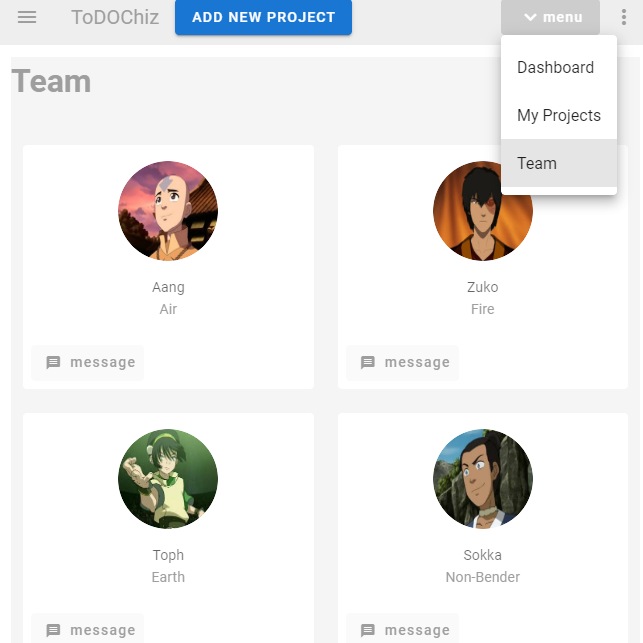 ToDOChiz
ADD NEW PROJECT
menu
Dashboard
My Projects
Team
Team
Aang
Air
message
Zuko
Fire
message
Toph
Earth
message
Sokka
Non-Bender
message